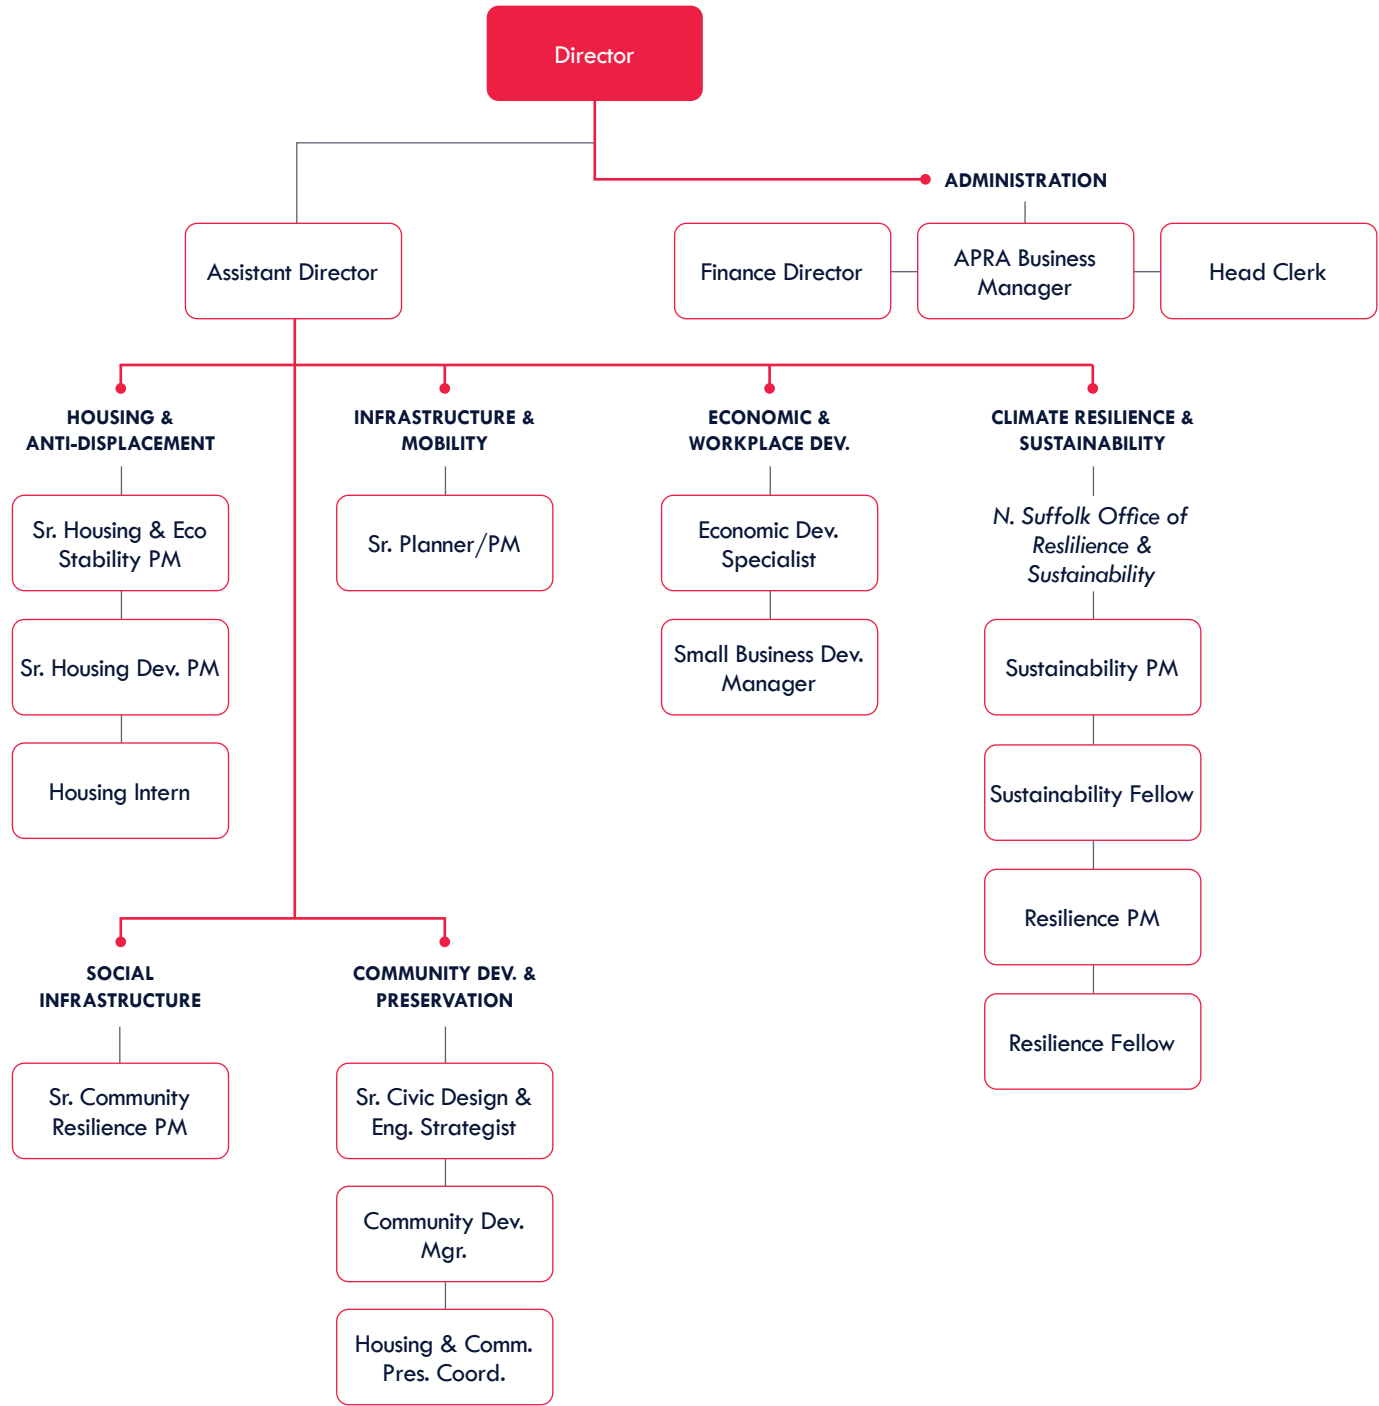 Director
ADMINISTRATION
Assistant Director
Finance Director
APRA Business
Manager
Head Clerk
HOUSING &
ANTI-DISPLACEMENT
INFRASTRUCTURE &
MOBILITY
ECONOMIC &
WORKPLACE DEV.
CLIMATE RESILIENCE &
SUSTAINABILITY
Sr. Housing & Eco
Stability PM
Sr. Housing Dev. PM
Housing Intern
Sr. Planner/PM
Economic Dev.
Specialist
Small Business Dev.
Manager
N. Suffolk Office of
Reslilience &
Sustainability
Sustainability PM
Sustainability Fellow
Resilience PM
Resilience Fellow
SOCIAL
INFRASTRUCTURE
Sr. Community
Resilience PM
COMMUNITY DEV. &
PRESERVATION
Sr. Civic Design &
Eng. Strategist
Community Dev.
Mgr.
Housing & Comm.
Pres. Coord.